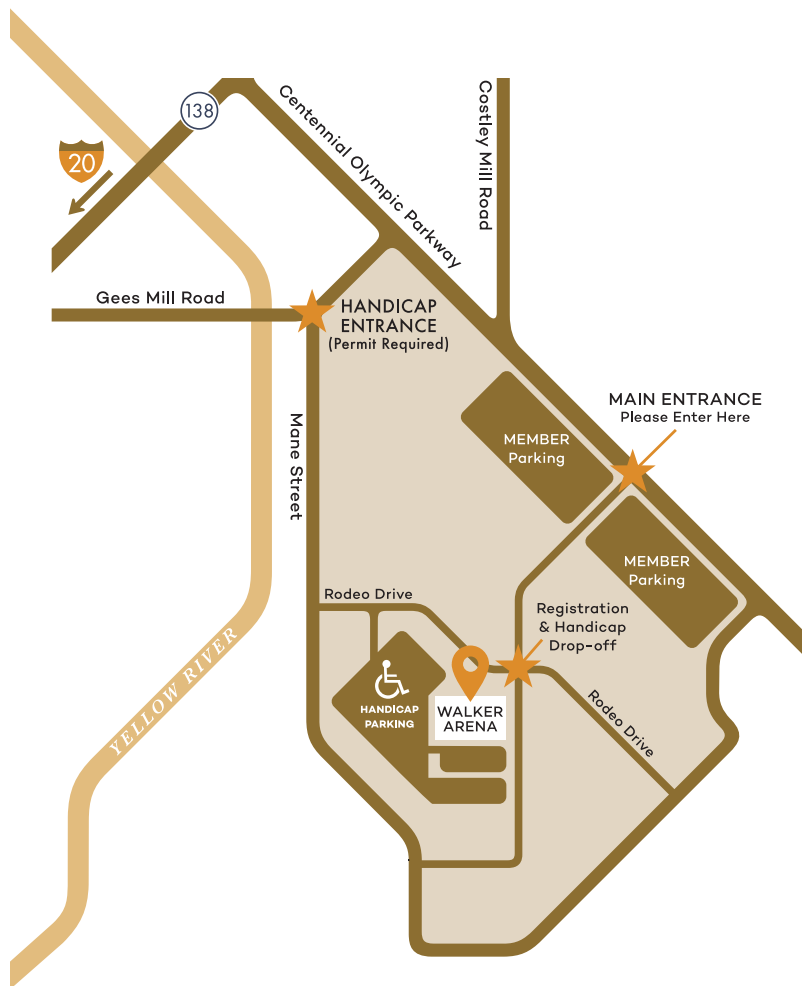 138
20
Centennial Olympic Parkway
Costley Mill Road
Gees Mill Road
HANDICAP
ENTRANCE
(Permit Required)
MAIN ENTRANCE
Please Enter Here
Mane Street
MEMBER
Parking
MEMBER
Parking
Rodeo Drive
Registration
& Handicap
Drop-off
YELLOW RIVER
HANDICAP
PARKING
WALKER
ARENA
Rodeo Drive